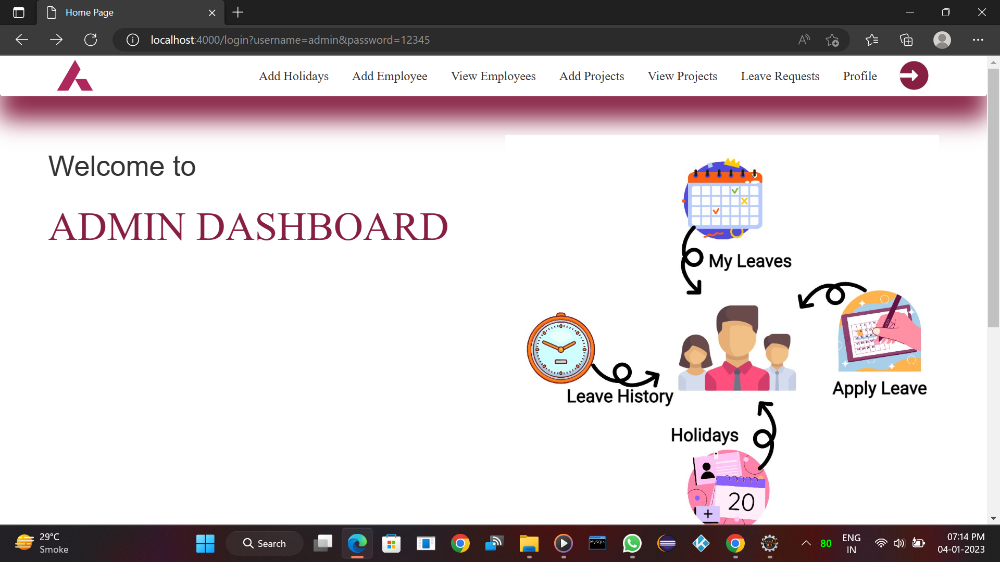 Home Page
localhost:4000/login?username=admin&password=12345
Add Holidays
Add Employee
View Employees
Add Projects
View Projects
Leave Requests
Profile
Welcome to
ADMIN DASHBOARD
My Leaves
Leave History
Apply Leave
Holidays
20
29°C
Smoke
Search
MySQL
80
ENG
IN
07:14 PM
04-01-2023